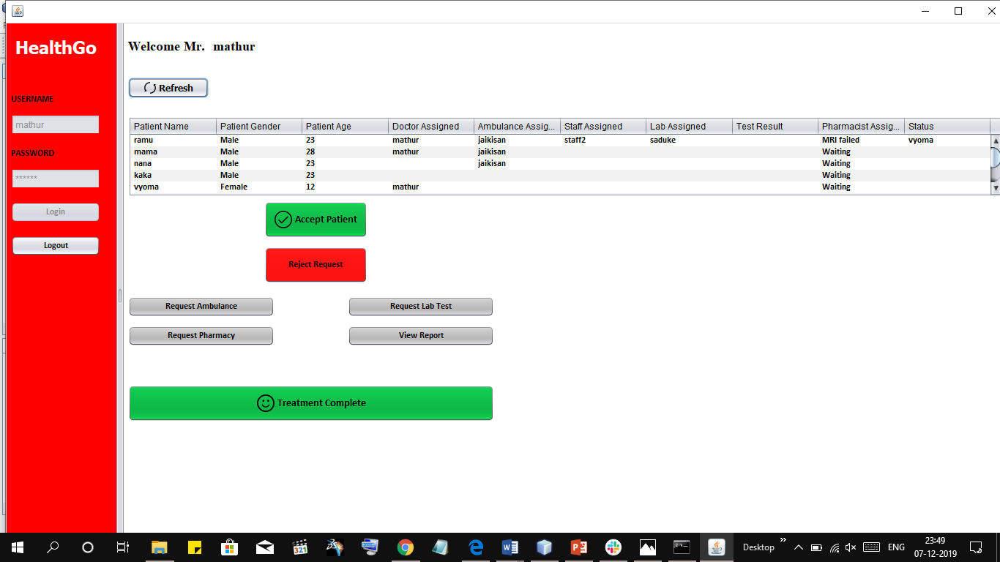 HealthGo
USERNAME
mathur
PASSWORD
******
Login
Logout
Welcome Mr. mathur
Refresh
Patient Name Patient Gender Patient Age Doctor Assigned Ambulance Assig... Staff Assigned Lab Assigned Test Result Pharmacist Assig... Status
ramu Male 23 mathur jaikisan staff2 saduke MRI failed vyoma
mama Male 28 mathur jaikisan Waiting
nana Male 23 jaikisan Waiting
kaka Male 23 Waiting
vyoma Female 12 mathur Waiting
Accept Patient
Reject Request
Request Ambulance Request Lab Test
Request Pharmacy View Report
Treatment Complete
321
Desktop
ENG
23:49
07-12-2019